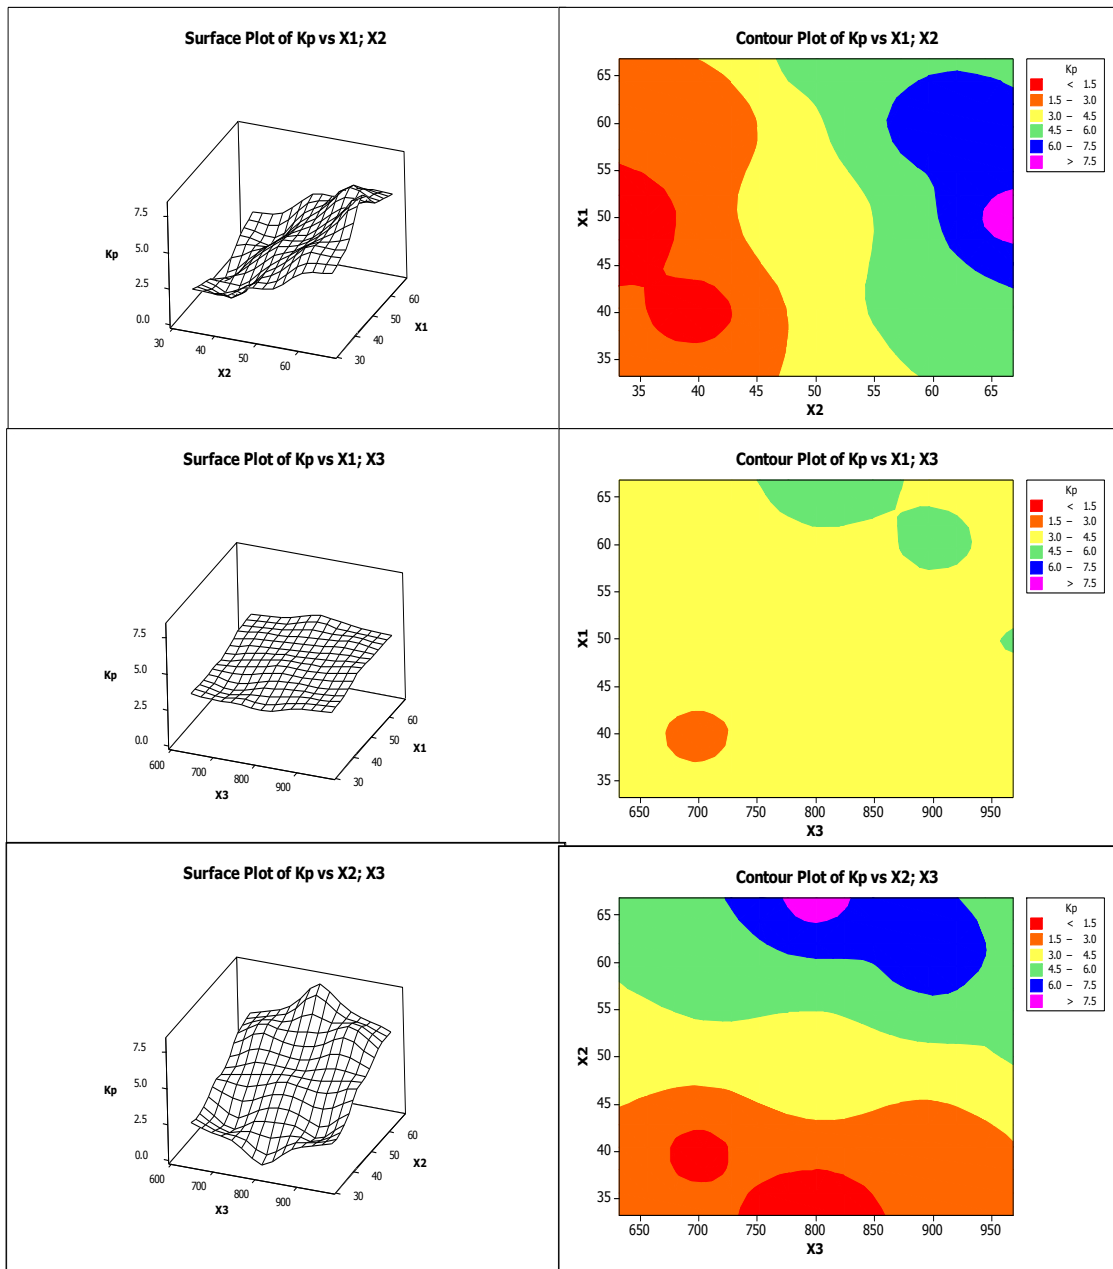 Surface Plot of Kp vs X1; X2
7.5
5.0
Kp
2.5
0.0
30
40
50
60
X2
30
40
50
60
X1
Contour Plot of Kp vs X1; X2
65
60
55
50
45
40
35
X1
35 40 45 50 55 60 65
X2
Kp
< 1.5
1.5 – 3.0
3.0 – 4.5
4.5 – 6.0
6.0 – 7.5
> 7.5
Surface Plot of Kp vs X1; X3
7.5
5.0
Kp
2.5
0.0
600
700
800
900
X3
30
40
50
60
X1
Contour Plot of Kp vs X1; X3
65
60
55
50
45
40
35
X1
650 700 750 800 850 900 950
X3
Kp
< 1.5
1.5 – 3.0
3.0 – 4.5
4.5 – 6.0
6.0 – 7.5
> 7.5
Surface Plot of Kp vs X2; X3
7.5
5.0
Kp
2.5
0.0
600
700
800
900
X3
30
40
50
60
X2
Contour Plot of Kp vs X2; X3
65
60
55
50
45
40
35
X2
650 700 750 800 850 900 950
X3
Kp
< 1.5
1.5 – 3.0
3.0 – 4.5
4.5 – 6.0
6.0 – 7.5
> 7.5